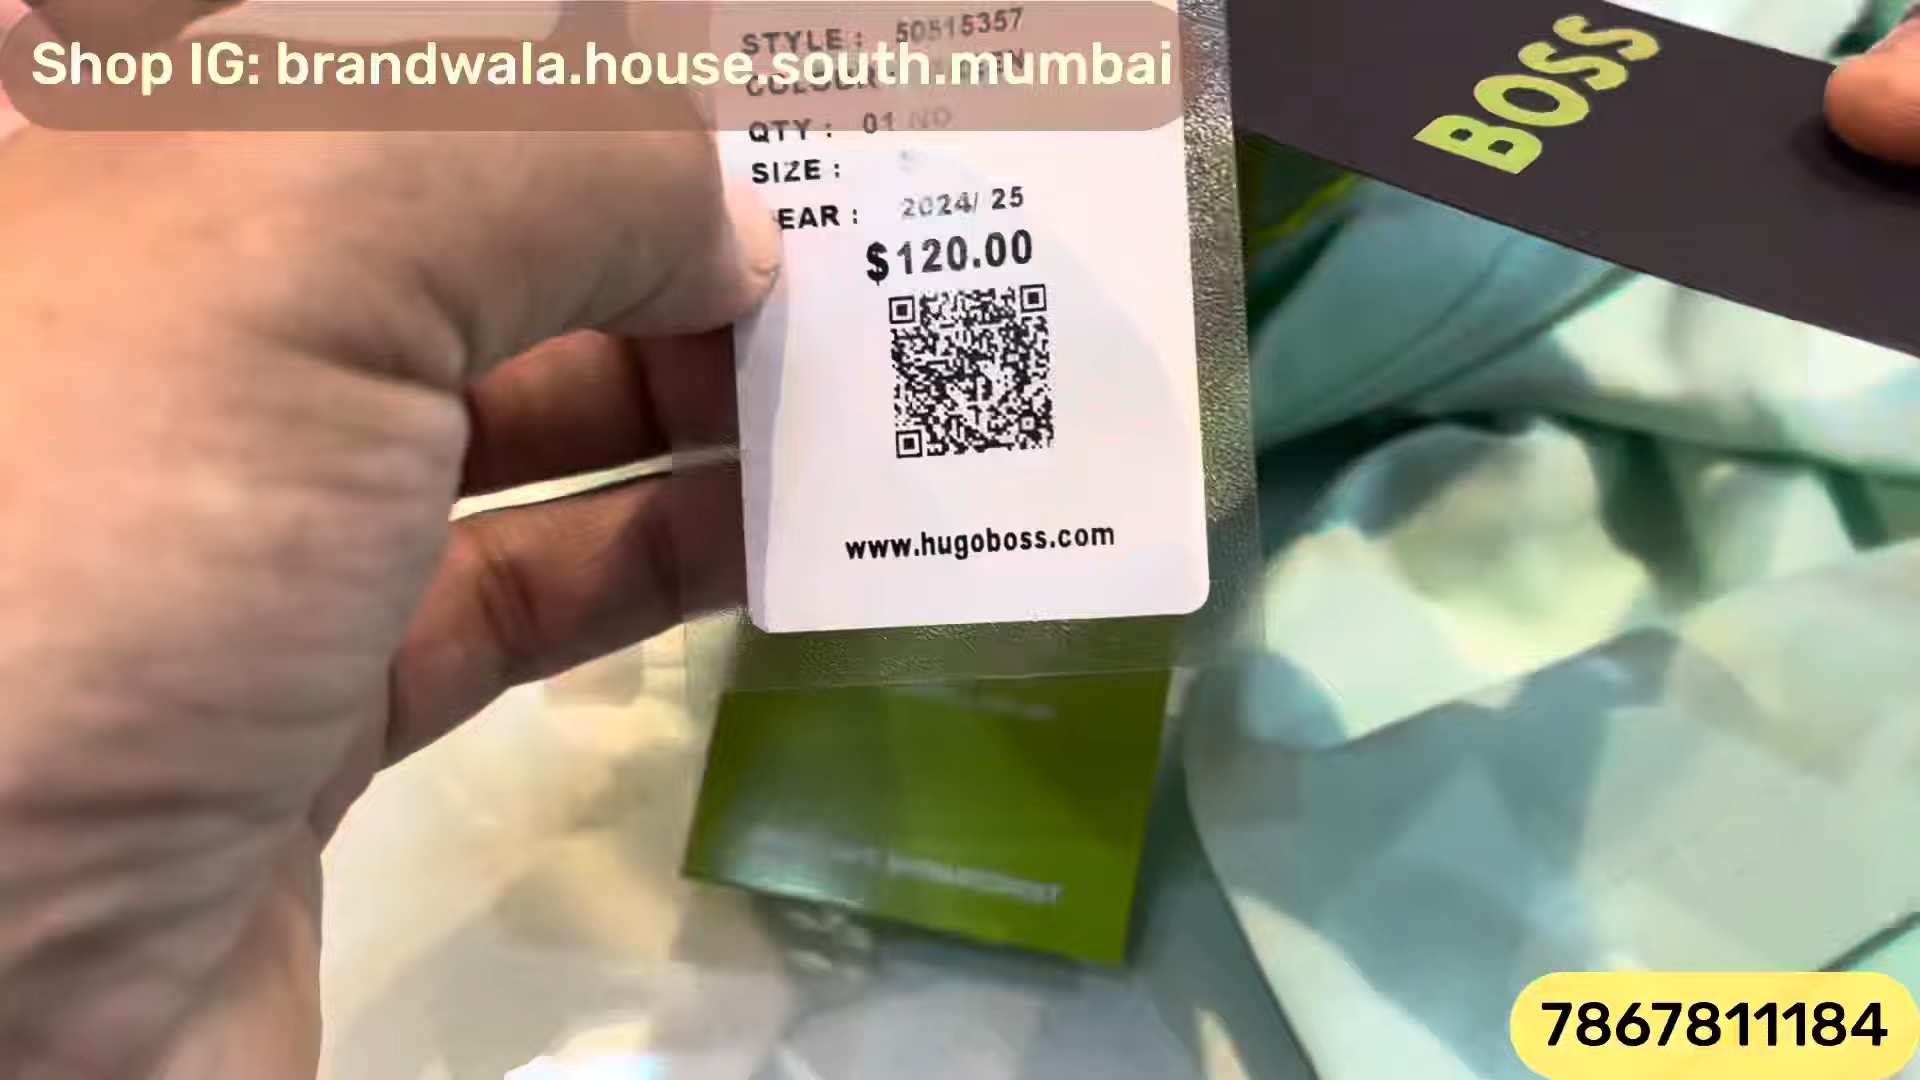 Shop IG: brandwala.house.south.mumbai
STYLE : 50515357
COLOUR
QTY : 01 NO
SIZE :
EAR : 2024/ 25
$120.00
www.hugoboss.com
BOSS
7867811184